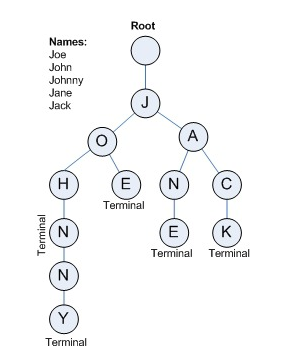 Root
Names:
Joe
John
Johnny
Jane
Jack
J
O
A
H
E
N
C
Terminal
Terminal
N
E
K
Terminal
Terminal
N
Y
Terminal